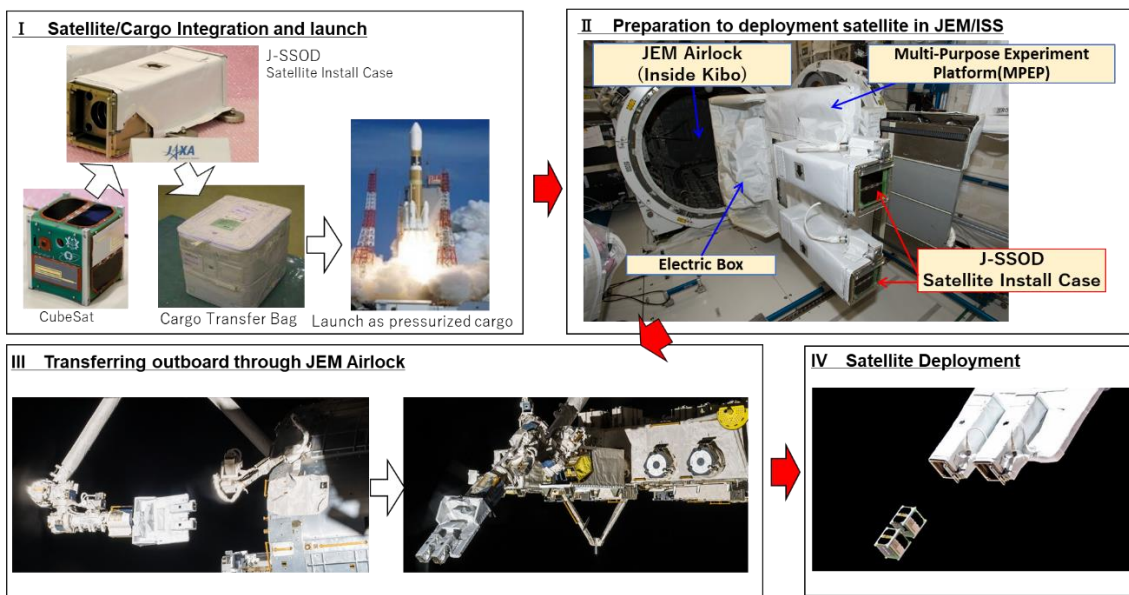 Ⅰ Satellite/Cargo Integration and launch
J-SSOD
Satellite Install Case
JAXA
CubeSat
Cargo Transfer Bag
Launch as pressurized cargo
Ⅱ Preparation to deployment satellite in JEM/ISS
JEM Airlock
(Inside Kibo)
Multi-Purpose Experiment
Platform(MPEP)
Electric Box
J-SSOD
Satellite Install Case
Ⅲ Transferring outboard through JEM Airlock
Ⅳ Satellite Deployment